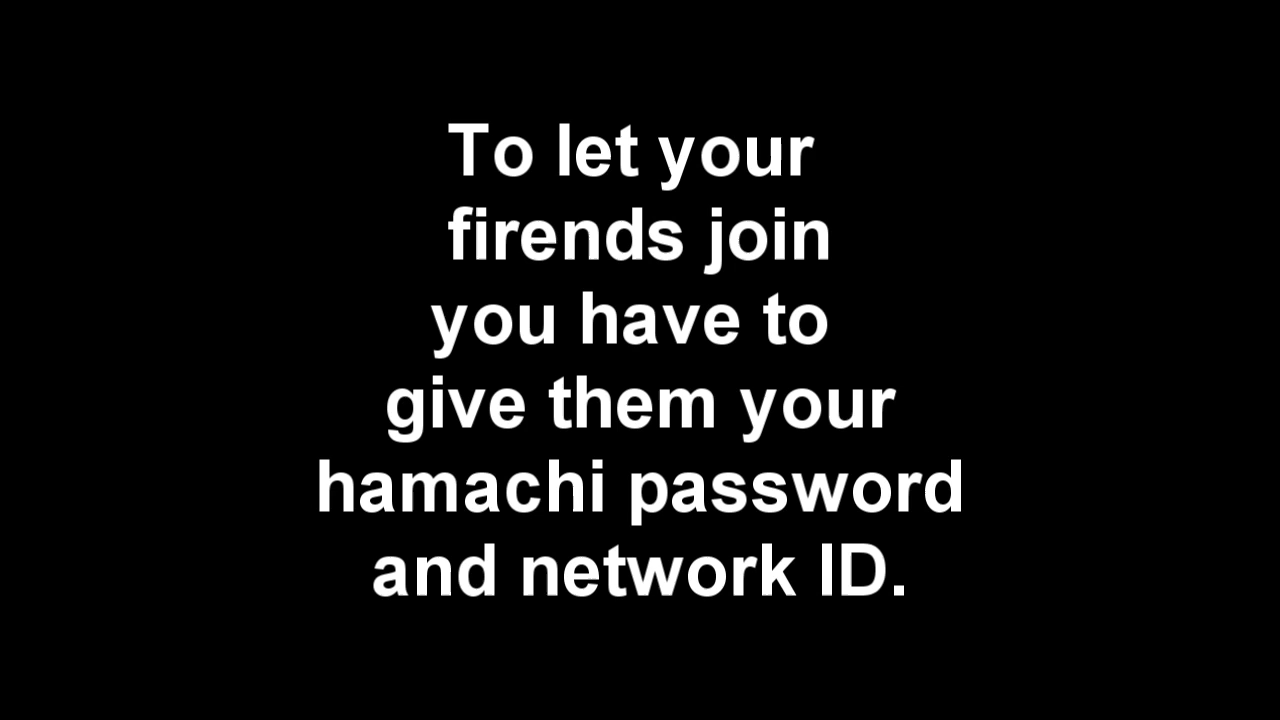 To let your
firends join
you have to
give them your
hamachi password
and network ID.